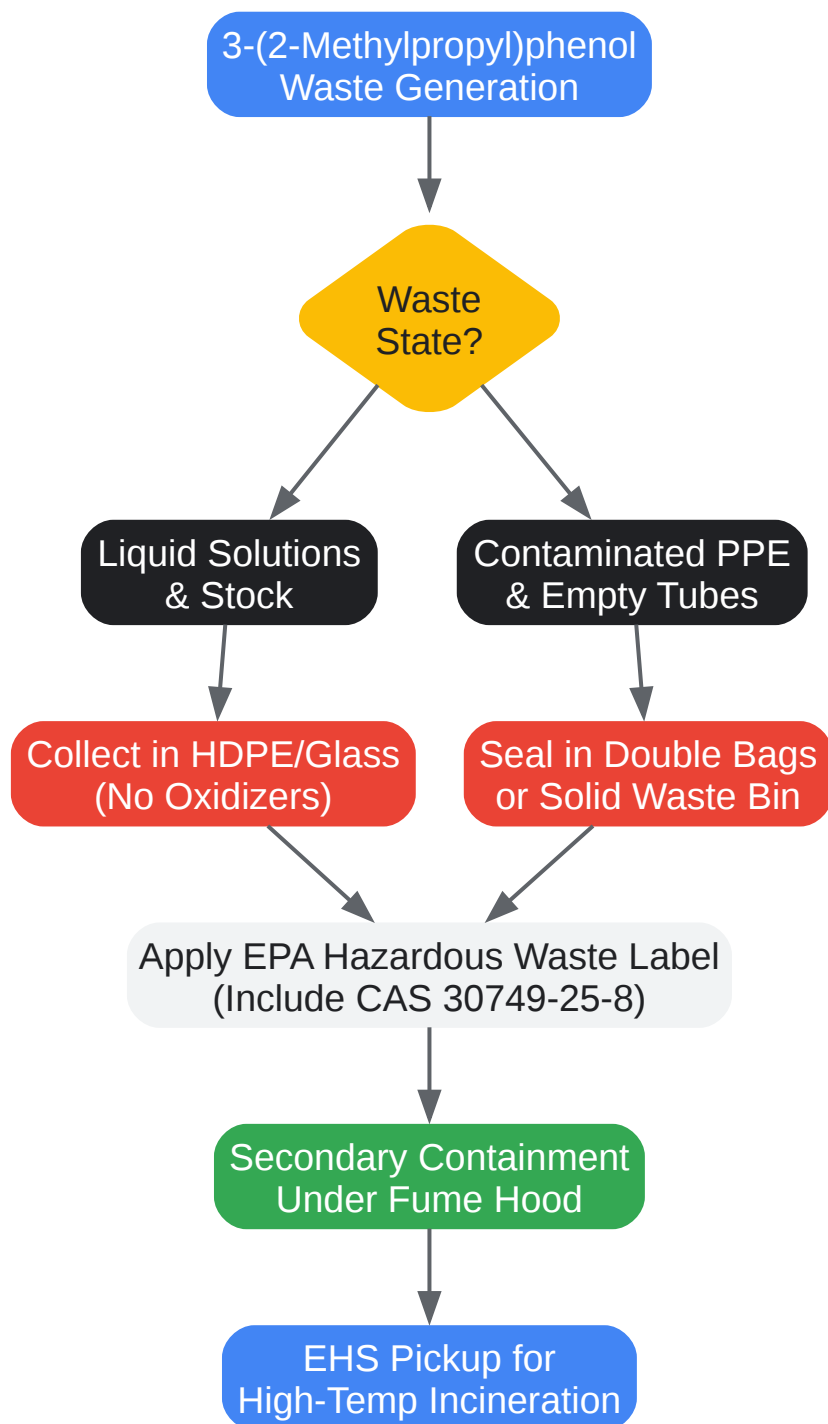 3-(2-Methylpropyl)phenol
Waste Generation
Waste
State?
Liquid Solutions
& Stock
Contaminated PPE
& Empty Tubes
Collect in HDPE/Glass
(No Oxidizers)
Seal in Double Bags
or Solid Waste Bin
Apply EPA Hazardous Waste Label
(Include CAS 30749-25-8)
Secondary Containment
Under Fume Hood
EHS Pickup for
High-Temp Incineration